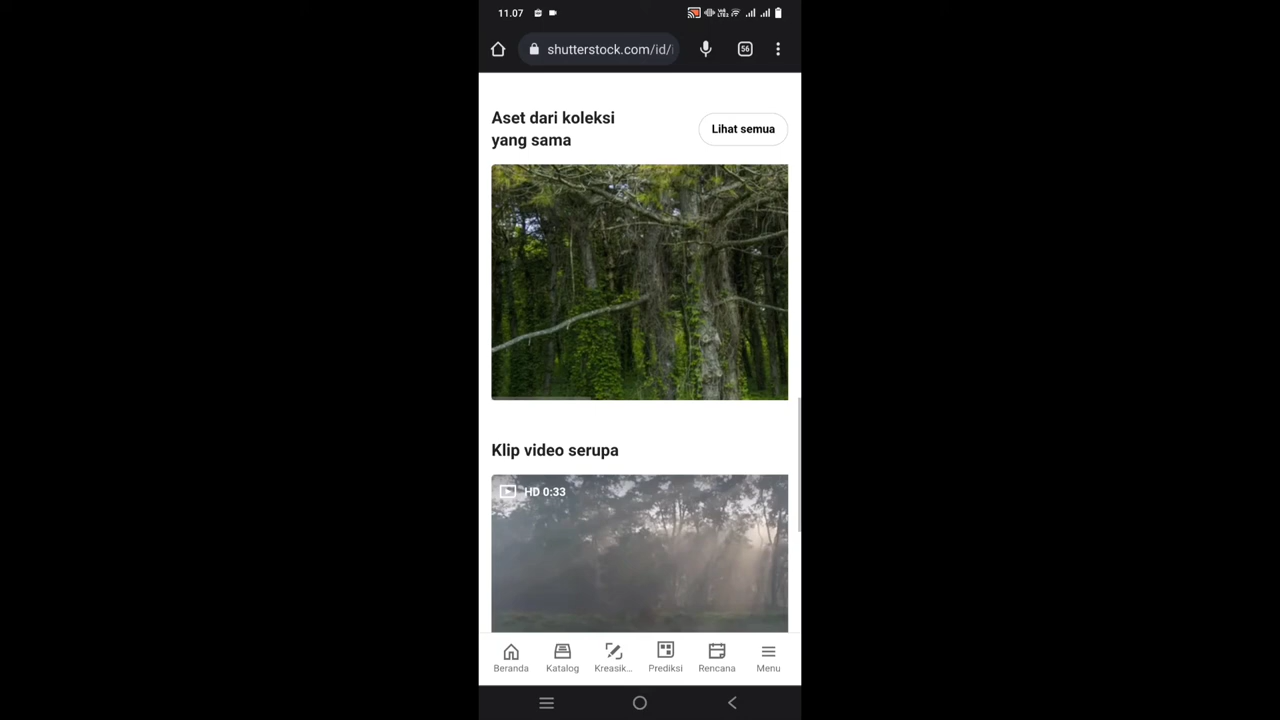 11.07
shutterstock.com/id/i
56
Aset dari koleksi
yang sama
Lihat semua
Klip video serupa
HD 0:33
Beranda
Katalog
Kreasik...
Prediksi
Rencana
Menu